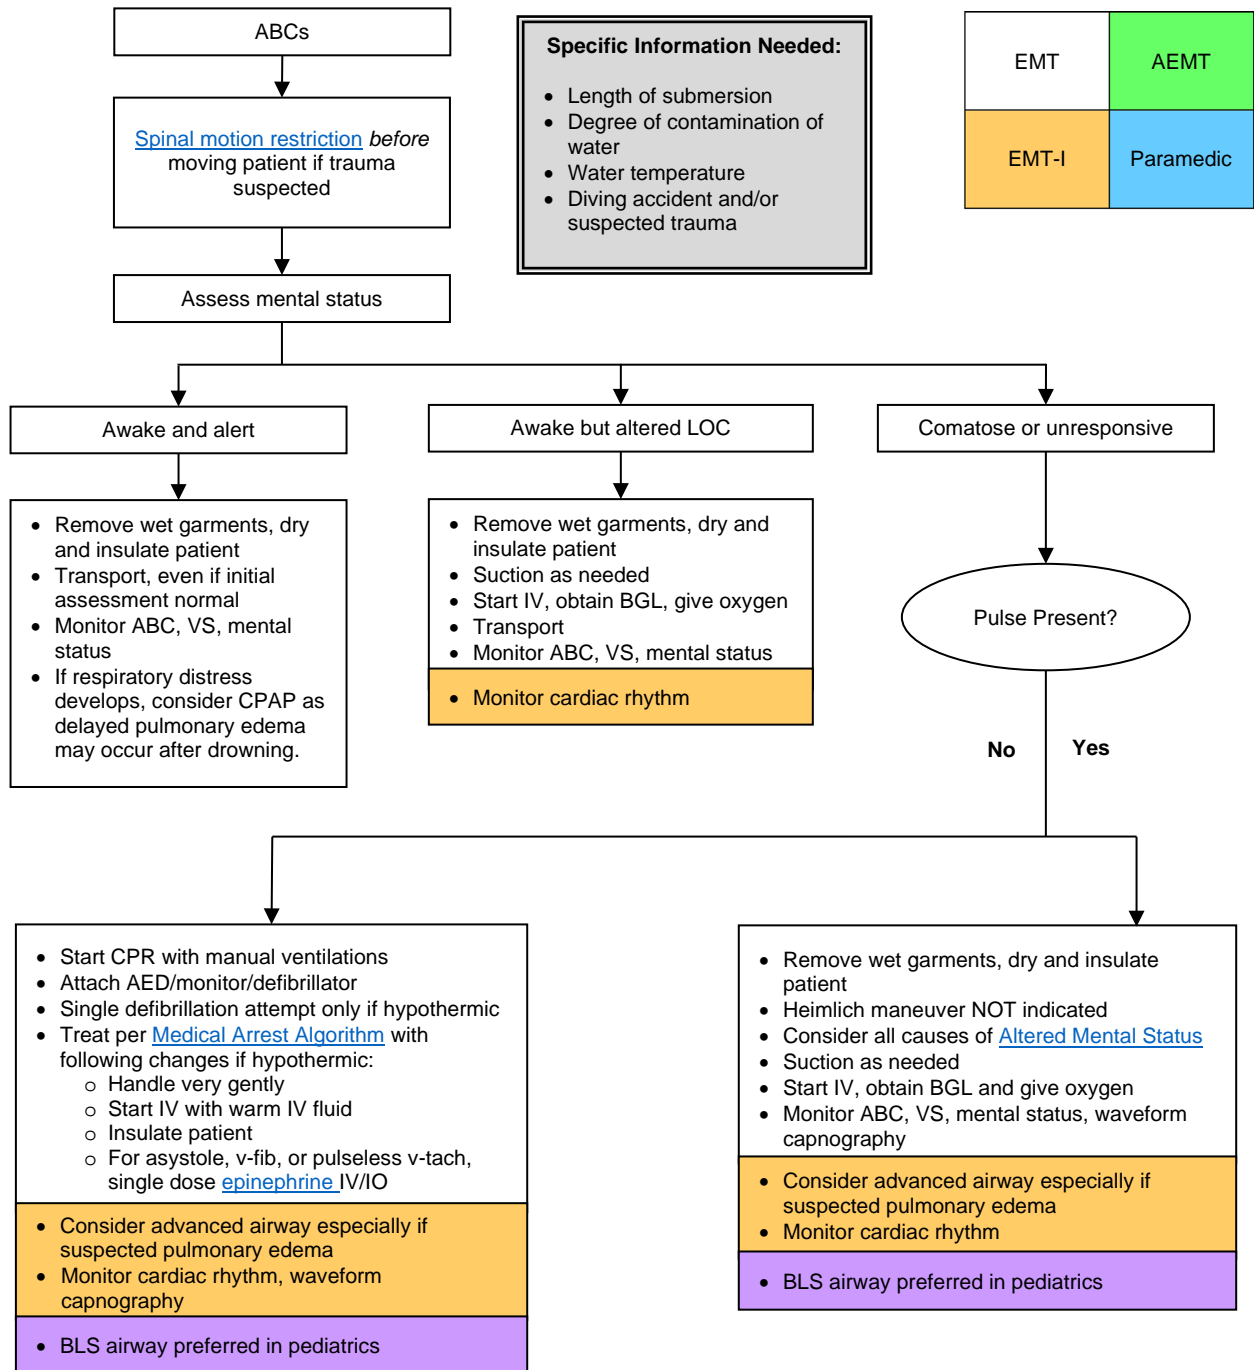 ABCs
Spinal motion restriction before
moving patient if trauma
suspected
Assess mental status
Specific Information Needed:
• Length of submersion
• Degree of contamination of
water
• Water temperature
• Diving accident and/or
suspected trauma
EMT
AEMT
EMT-I
Paramedic
Awake and alert
Awake but altered LOC
Comatose or unresponsive
• Remove wet garments, dry
and insulate patient
• Transport, even if initial
assessment normal
• Monitor ABC, VS, mental
status
• If respiratory distress
develops, consider CPAP as
delayed pulmonary edema
may occur after drowning.
• Remove wet garments, dry and
insulate patient
• Suction as needed
• Start IV, obtain BGL, give oxygen
• Transport
• Monitor ABC, VS, mental status
• Monitor cardiac rhythm
Pulse Present?
No
Yes
• Start CPR with manual ventilations
• Attach AED/monitor/defibrillator
• Single defibrillation attempt only if hypothermic
• Treat per Medical Arrest Algorithm with
following changes if hypothermic:
o Handle very gently
o Start IV with warm IV fluid
o Insulate patient
o For asystole, v-fib, or pulseless v-tach,
single dose epinephrine IV/IO
• Consider advanced airway especially if
suspected pulmonary edema
• Monitor cardiac rhythm, waveform
capnography
• BLS airway preferred in pediatrics
• Remove wet garments, dry and insulate
patient
• Heimlich maneuver NOT indicated
• Consider all causes of Altered Mental Status
• Suction as needed
• Start IV, obtain BGL and give oxygen
• Monitor ABC, VS, mental status, waveform
capnography
• Consider advanced airway especially if
suspected pulmonary edema
• Monitor cardiac rhythm
• BLS airway preferred in pediatrics